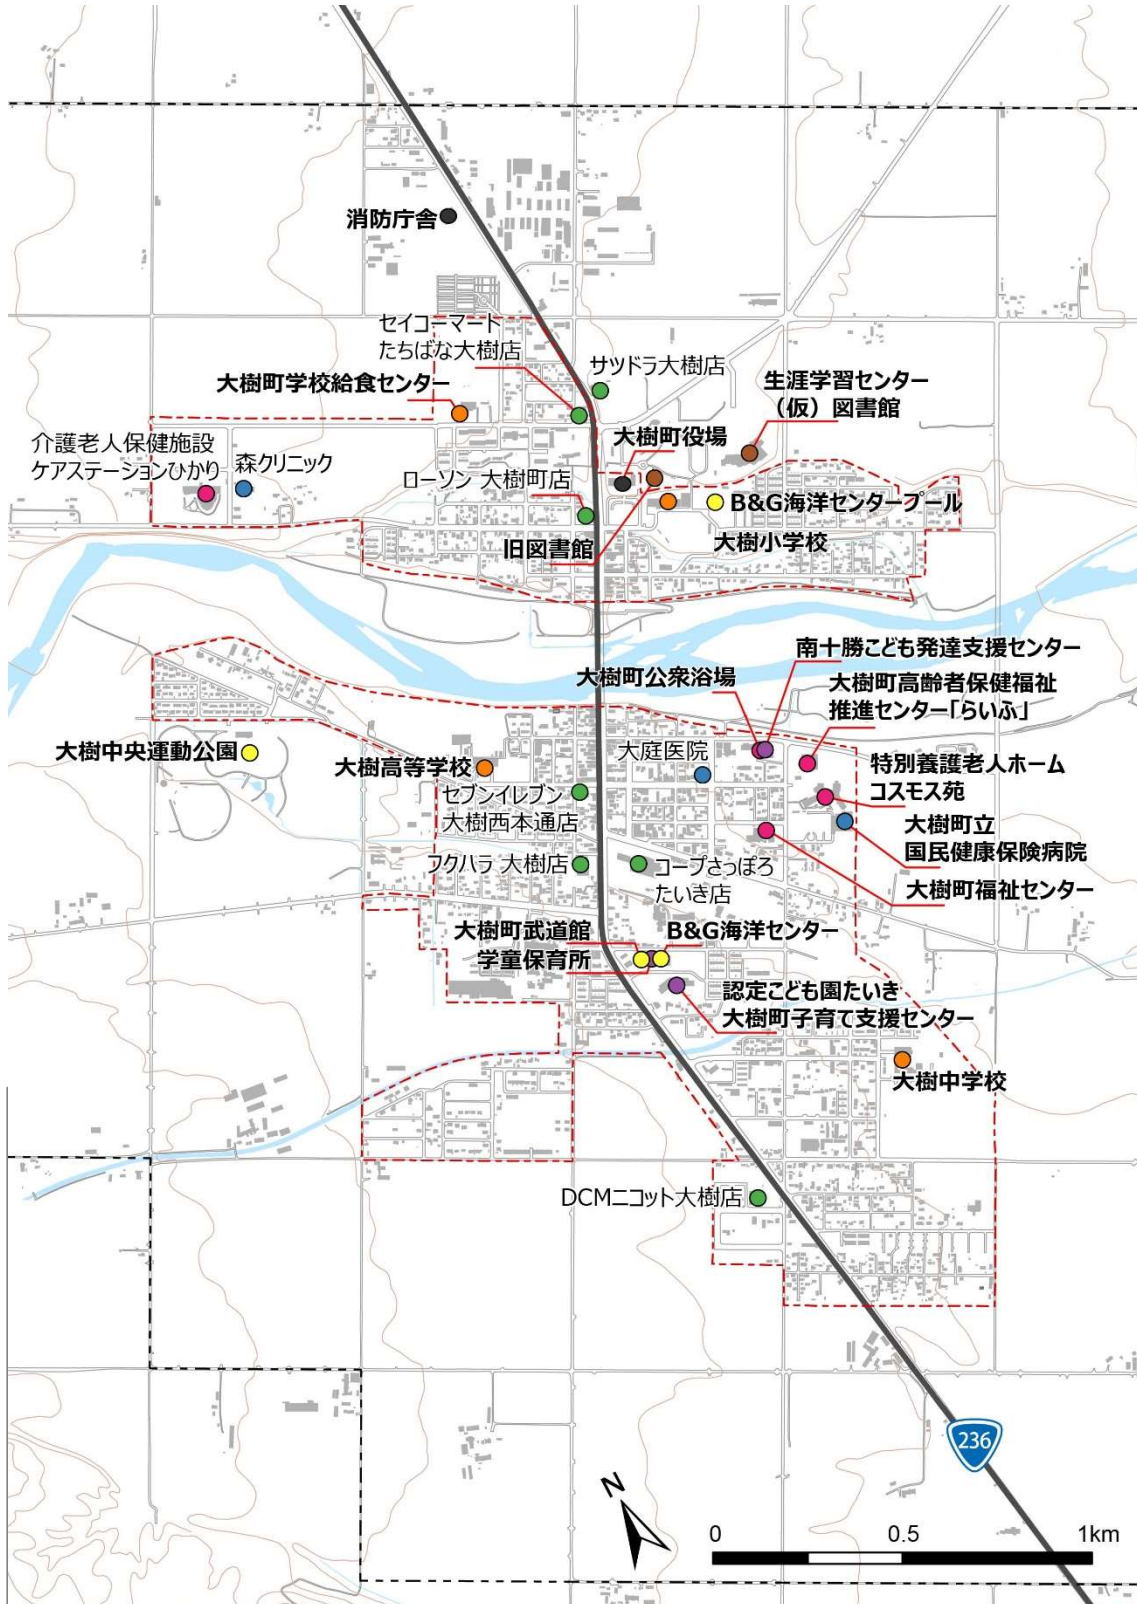 消防庁舎
セイコーマート
たちばな大樹店
サツドラ大樹店
大樹町学校給食センター
生涯学習センター
（仮）図書館
大樹町役場
介護老人保健施設
ケアステーションひかり
森クリニック
ローソン 大樹町店
B&G海洋センタープール
旧図書館
大樹小学校
南十勝こども発達支援センター
大樹町公衆浴場
大樹町高齢者保健福祉
推進センター「らいふ」
大樹中央運動公園
大樹高等学校
大庭医院
特別養護老人ホーム
コスモス苑
セブンイレブン
大樹西本通店
大樹町立
国民健康保険病院
フクハラ 大樹店
コープさっぽろ
たいき店
大樹町福祉センター
大樹町武道館
B&G海洋センター
学童保育所
認定こども園たいき
大樹町子育て支援センター
大樹中学校
DCMニコット大樹店
236
N
0 0.5 1km